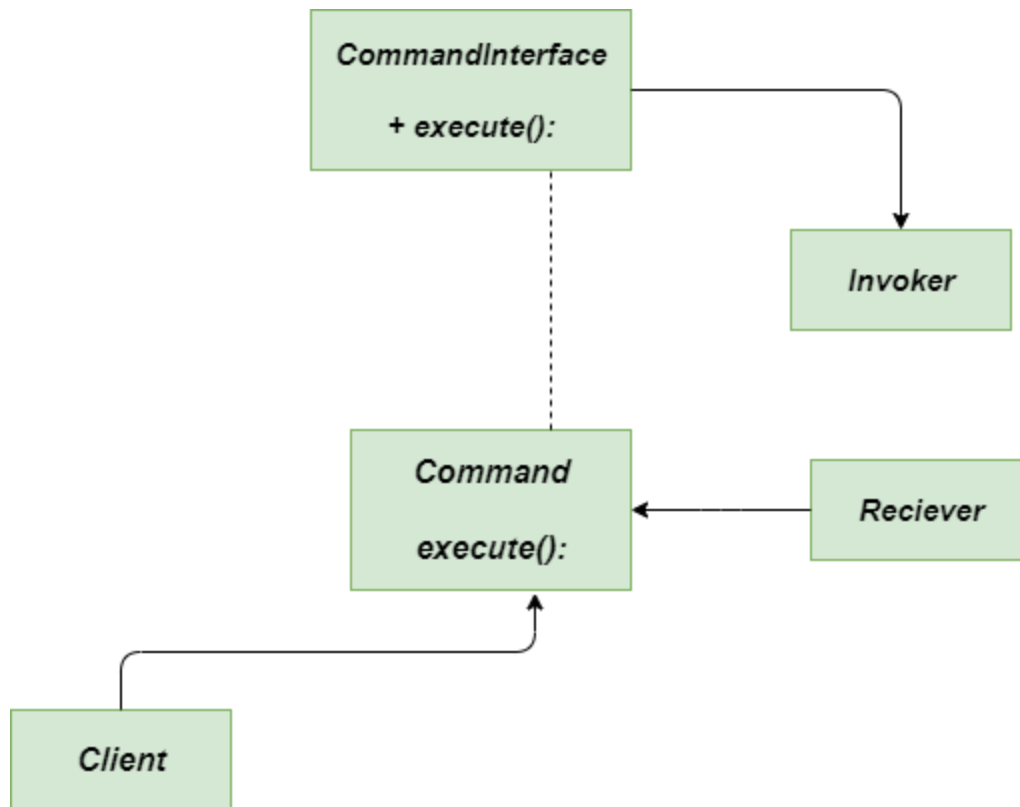 CommandInterface
+ execute():
Invoker
Command
execute():
Reciever
Client